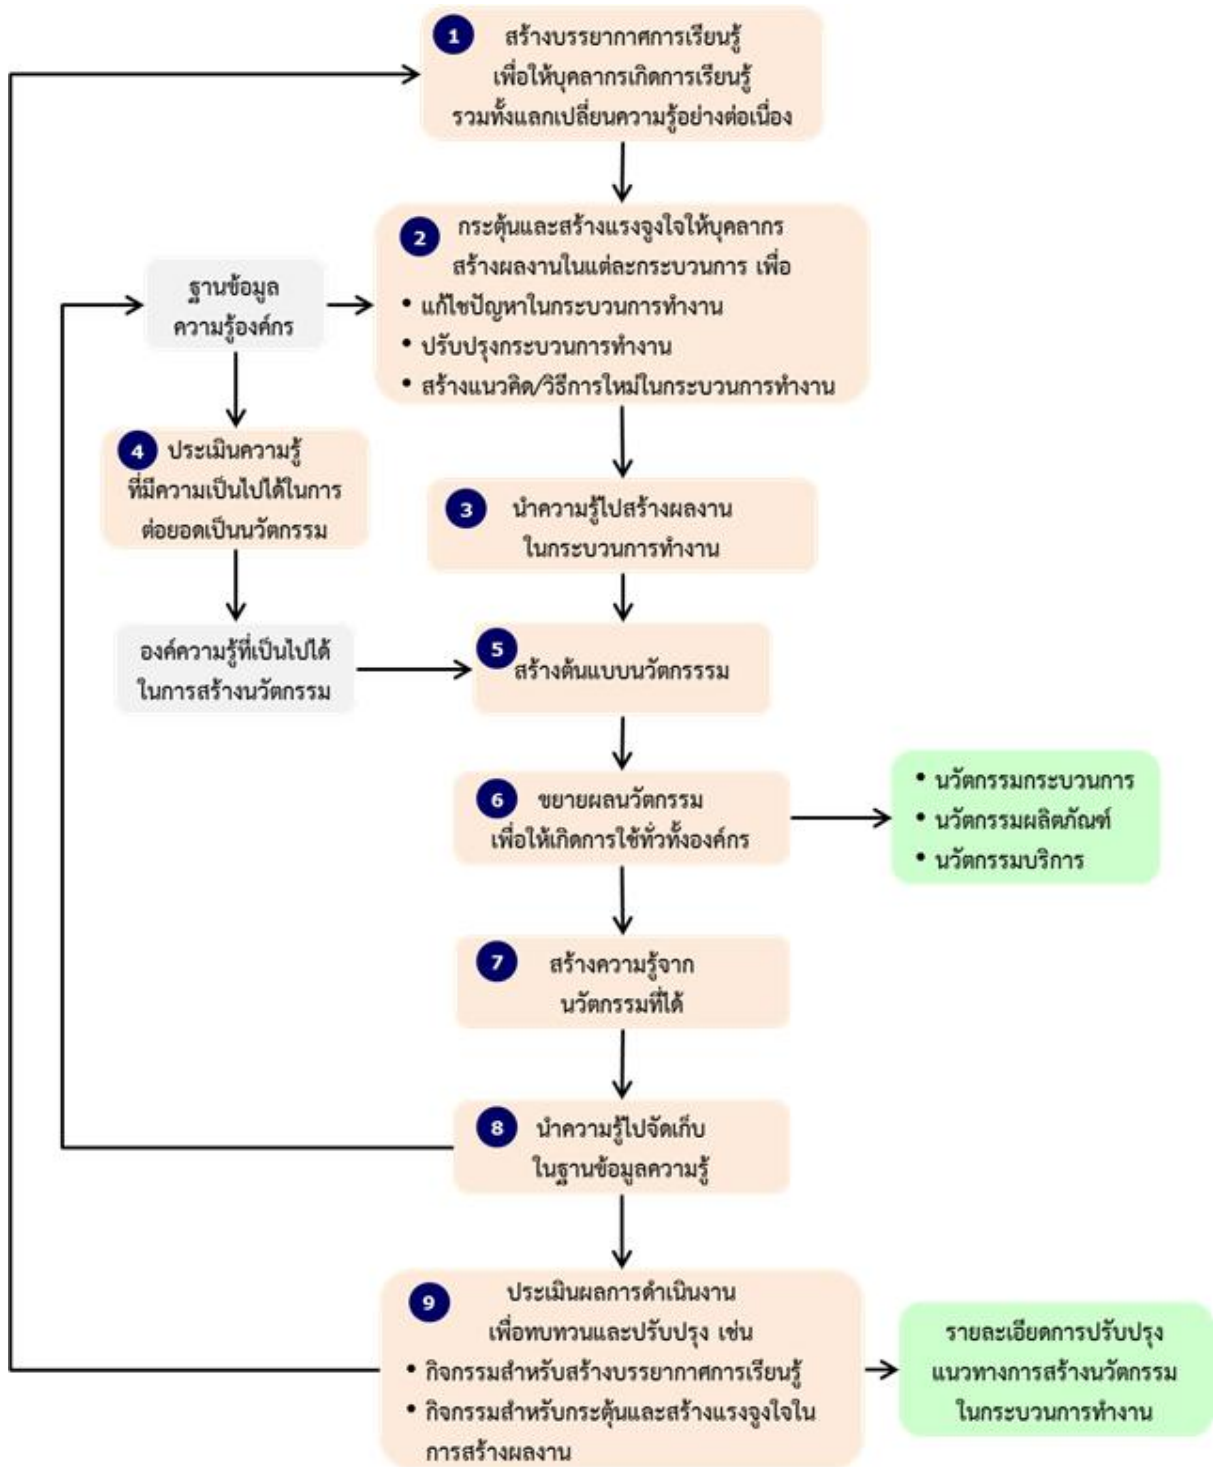 1
สร้างบรรยากาศการเรียนรู้
เพื่อให้บุคลากรเกิดการเรียนรู้
รวมทั้งแลกเปลี่ยนความรู้อย่างต่อเนื่อง
2
กระตุ้นและสร้างแรงจูงใจให้บุคลากร
สร้างผลงานในแต่ละกระบวนการ เพื่อ
• แก้ไขปัญหาในกระบวนการทำงาน
• ปรับปรุงกระบวนการทำงาน
• สร้างแนวคิด/วิธีการใหม่ในกระบวนการทำงาน
ฐานข้อมูล
ความรู้องค์กร
4
ประเมินความรู้
ที่มีความเป็นไปได้ในการ
ต่อยอดเป็นนวัตกรรม
3
นำความรู้ไปสร้างผลงาน
ในกระบวนการทำงาน
องค์ความรู้ที่เป็นไปได้
ในการสร้างนวัตกรรม
5
สร้างต้นแบบนวัตกรรรม
6
ขยายผลนวัตกรรม
เพื่อให้เกิดการใช้ทั่วทั้งองค์กร
• นวัตกรรมกระบวนการ
• นวัตกรรมผลิตภัณฑ์
• นวัตกรรมบริการ
7
สร้างความรู้จาก
นวัตกรรมที่ได้
8
นำความรู้ไปจัดเก็บ
ในฐานข้อมูลความรู้
9
ประเมินผลการดำเนินงาน
เพื่อทบทวนและปรับปรุง เช่น
• กิจกรรมสำหรับสร้างบรรยากาศการเรียนรู้
• กิจกรรมสำหรับกระตุ้นและสร้างแรงจูงใจใน
การสร้างผลงาน
รายละเอียดการปรับปรุง
แนวทางการสร้างนวัตกรรม
ในกระบวนการทำงาน